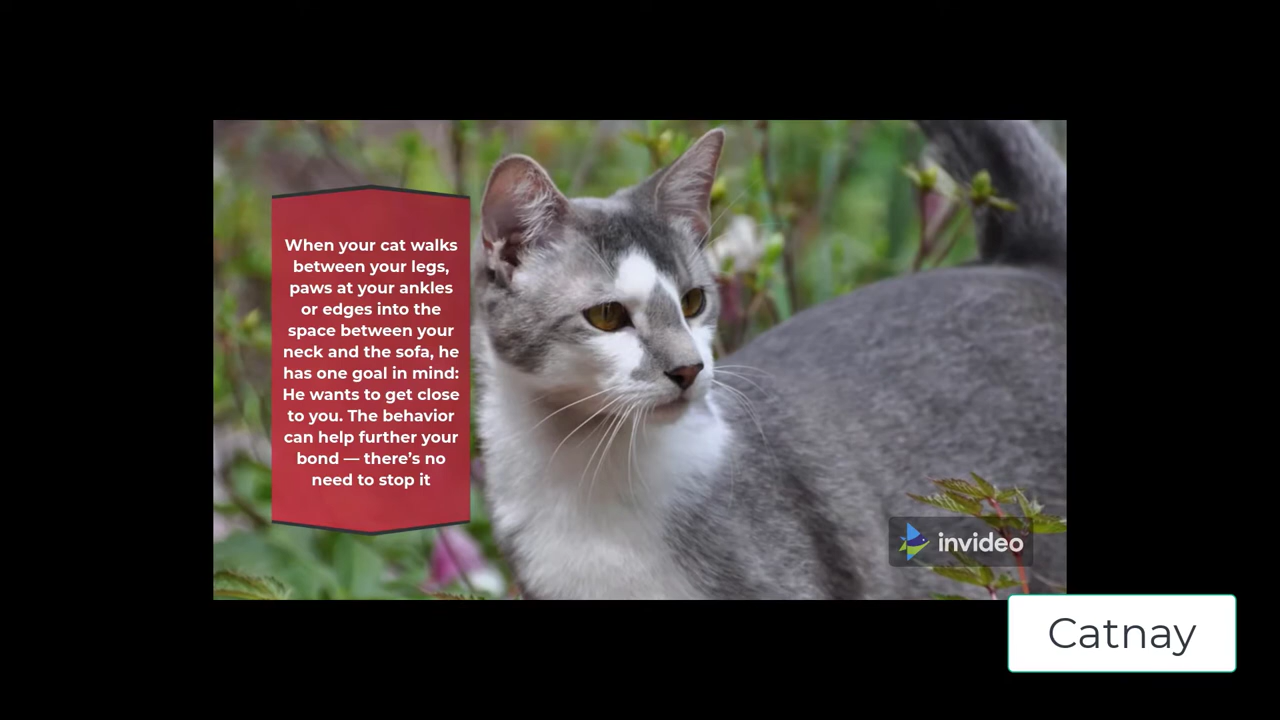 When your cat walks
between your legs,
paws at your ankles
or edges into the
space between your
neck and the sofa, he
has one goal in mind:
He wants to get close
to you. The behavior
can help further your
bond — there’s no
need to stop it
invideo
Catnay